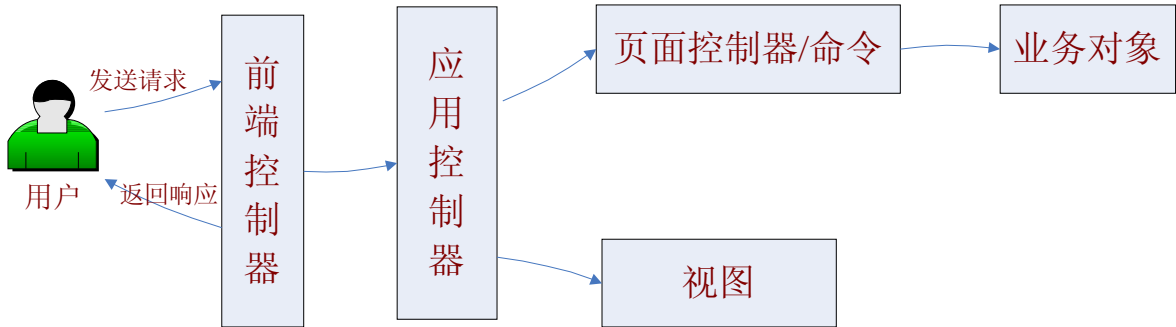 发送请求
用户
返回响应
前端控制器
应用控制器
页面控制器/命令
业务对象
视图